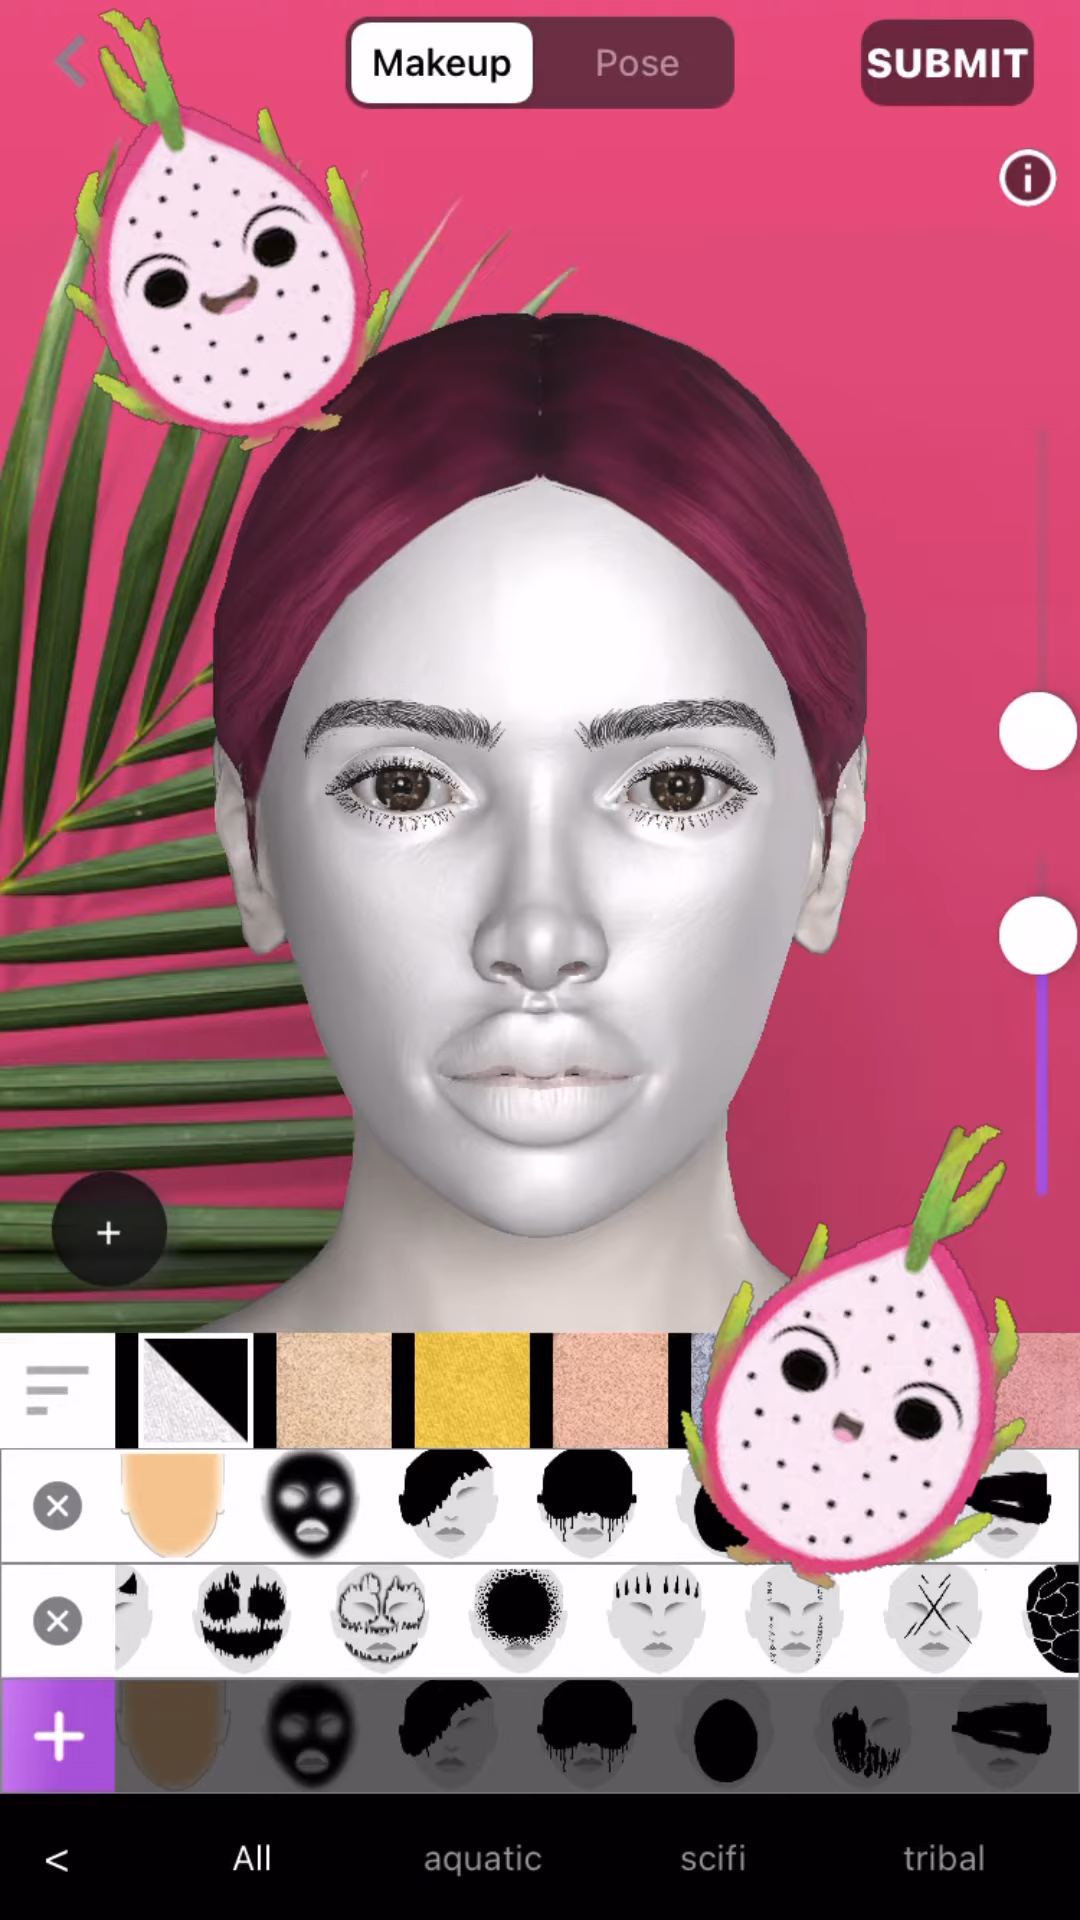 Makeup
Pose
SUBMIT
i
+
+
<
All
aquatic
scifi
tribal